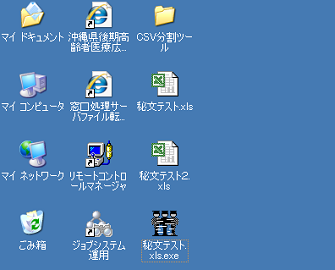 マイ ドキュメント
沖縄県後期高
齢者医療広...
CSV分割ツー
ル
マイ コンピュータ
窓口処理サー
バファイル転...
秘文テスト.xls
マイ ネットワーク
リモートコントロ
ールマネージャ
秘文テスト2.
xls
ごみ箱
ジョブシステム
運用
秘文テスト.
xls.exe